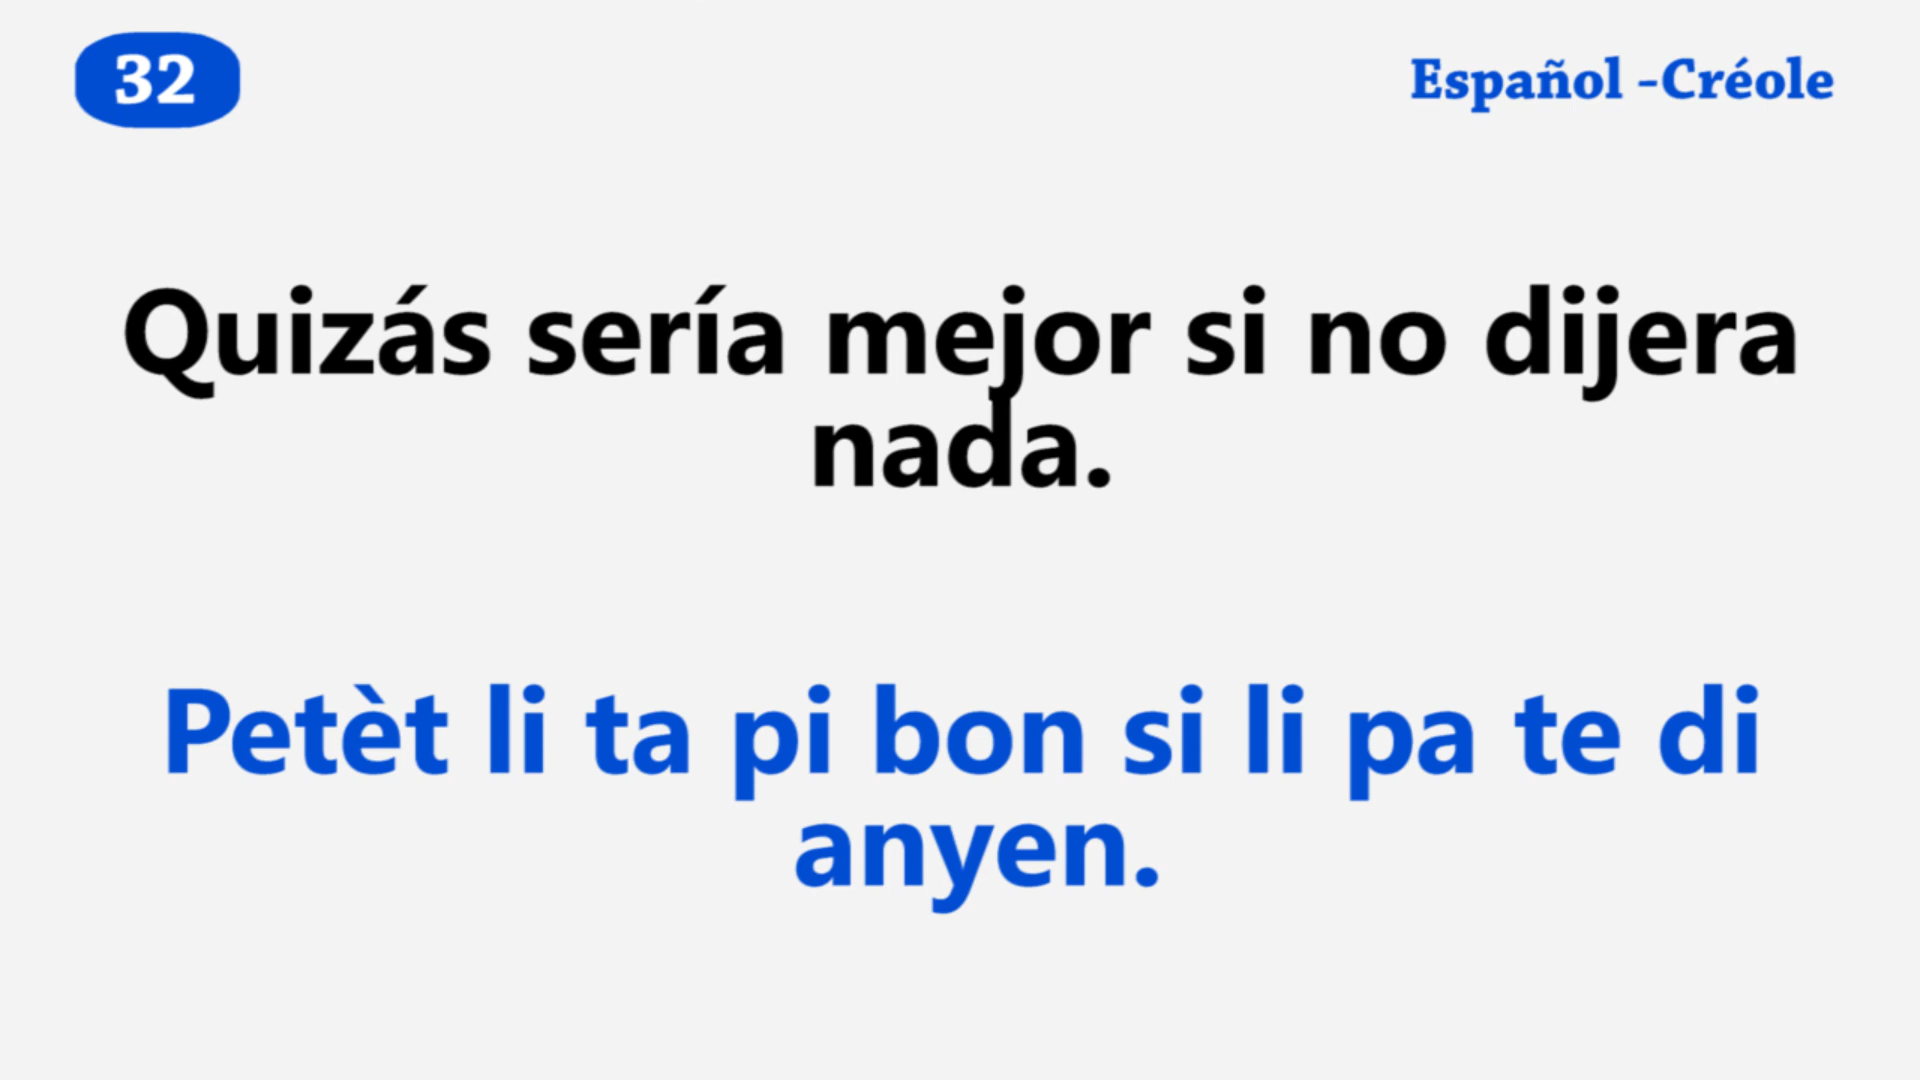 32
Español -Créole
Quizás sería mejor si no dijera
nada.
Petèt li ta pi bon si li pa te di
anyen.